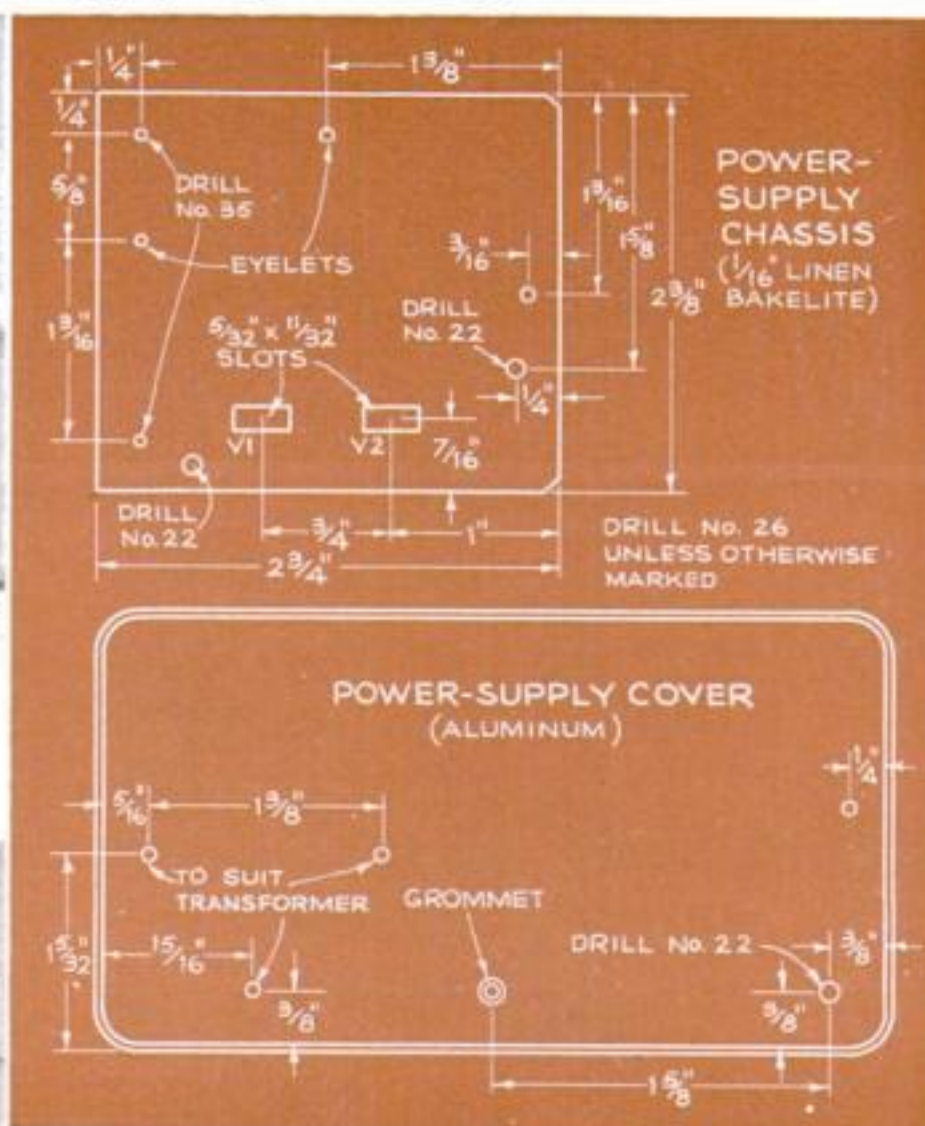 1/4"
1 3/8"
1/4"
5/8"
DRILL
No. 35
EYELETS
1 3/16"
3/16"
1 3/16"
1 5/8"
2 3/8"
POWER-
SUPPLY
CHASSIS
(1/16" LINEN
BAKELITE)
DRILL
No. 22
5/32" x 11/32"
SLOTS
1/4"
V1
V2
7/16"
DRILL
No. 22
3/4"
1"
2 3/4"
DRILL No. 26
UNLESS OTHERWISE
MARKED
POWER-SUPPLY COVER
(ALUMINUM)
1/4"
5/16"
1 3/8"
TO SUIT
TRANSFORMER
GROMMET
DRILL No. 22
3/8"
1 5/32"
15/16"
3/8"
3/8"
1 5/8"